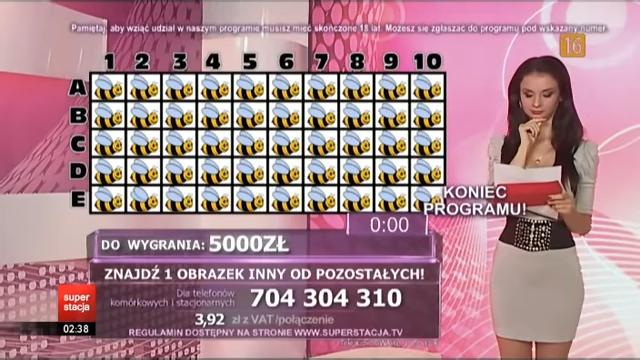 Pamiętaj, aby wziąć udział w naszym programie musisz mieć skończone 18 lat. Możesz się zgłaszać do programu pod wskazany numer
16
1 2 3 4 5 6 7 8 9 10
A
B
C
D
E
KONIEC
PROGRAMU!
0:00
DO WYGRANIA: 5000ZŁ
ZNAJDŹ 1 OBRAZEK INNY OD POZOSTAŁYCH!
Dla telefonów
komórkowych i stacjonarnych
704 304 310
3,92 zł z VAT/połączenie
REGULAMIN DOSTĘPNY NA STRONIE WWW.SUPERSTACJA.TV
super
stacja
02:38